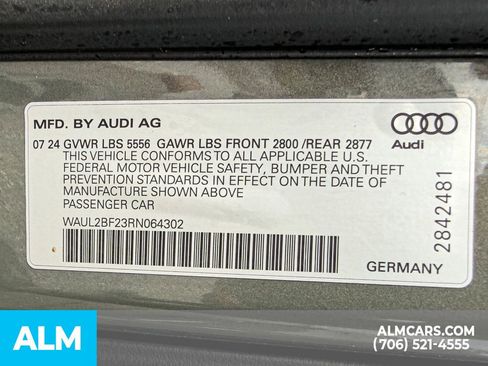 MFD. BY AUDI AG
07 24 GVWR LBS 5556 GAWR LBS FRONT 2800 /REAR 2877
THIS VEHICLE CONFORMS TO ALL APPLICABLE U.S.
FEDERAL MOTOR VEHICLE SAFETY, BUMPER AND THEFT
PREVENTION STANDARDS IN EFFECT ON THE DATE OF
MANUFACTURE SHOWN ABOVE.
PASSENGER CAR
WAUL2BF23RN064302
Audi
2842481
GERMANY
ALM
ALMCARS.COM
(706) 521-4555